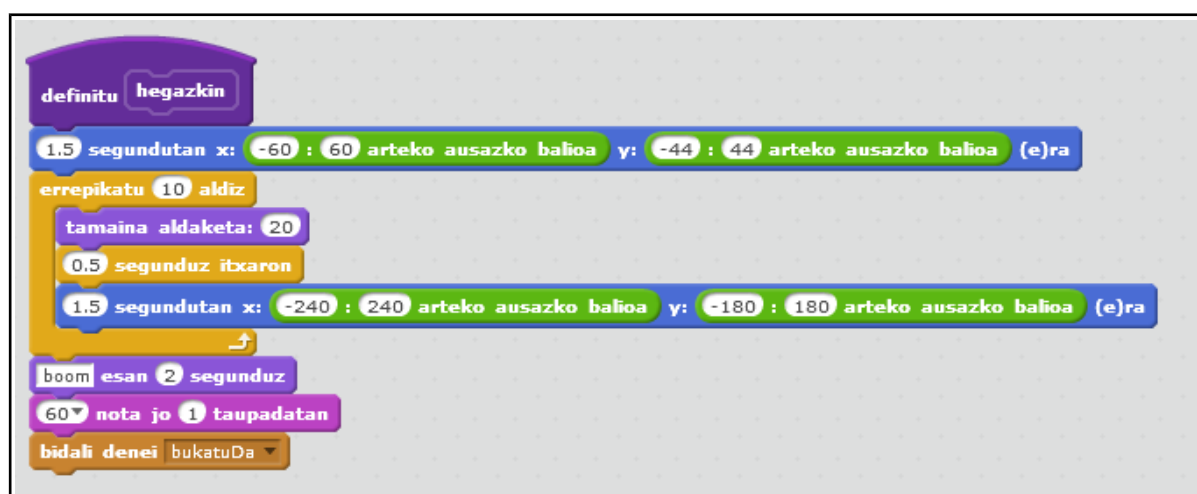 definitu hegazkin
1.5 segundutan x: -60 : 60 arteko ausazko balioa y: -44 : 44 arteko ausazko balioa (e)ra
errepikatu 10 aldiz
tamaina aldaketa: 20
0.5 segunduz itxaron
1.5 segundutan x: -240 : 240 arteko ausazko balioa y: -180 : 180 arteko ausazko balioa (e)ra
boom esan 2 segunduz
60 nota jo 1 taupadatan
bidali denei bukatuDa